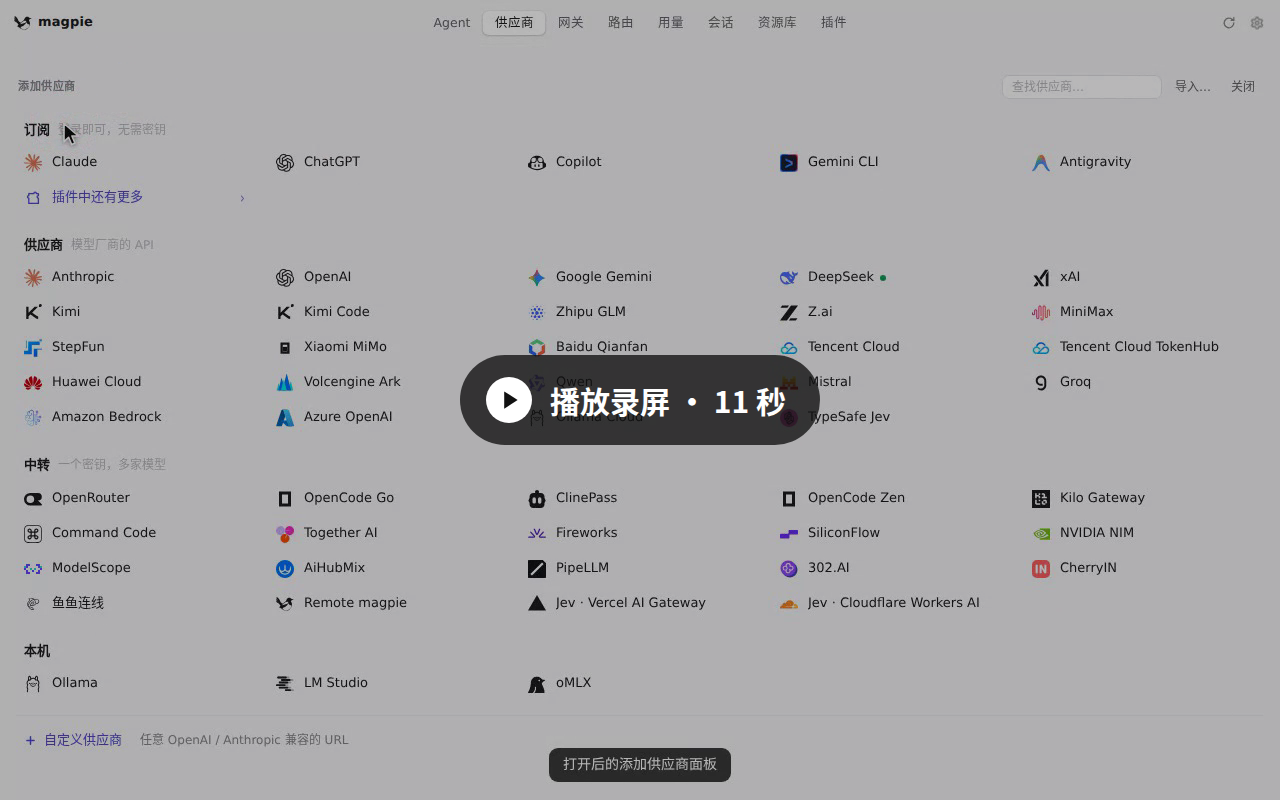 magpie
Agent 供应商 网关 路由 用量 会话 资源库 插件
添加供应商 查找供应商... 导入... 关闭
订阅 登录即可，无需密钥
Claude ChatGPT Copilot Gemini CLI Antigravity
插件中还有更多 ›
供应商 模型厂商的 API
Anthropic OpenAI Google Gemini DeepSeek xAI
Kimi Kimi Code Zhipu GLM Z.ai MiniMax
StepFun Xiaomi MiMo Baidu Qianfan Tencent Cloud Tencent Cloud TokenHub
Huawei Cloud Volcengine Ark Qwen Mistral Groq
Amazon Bedrock Azure OpenAI Ollama Cloud TypeSafe Jev
播放录屏 • 11 秒
中转 一个密钥，多家模型
OpenRouter OpenCode Go ClinePass OpenCode Zen Kilo Gateway
Command Code Together AI Fireworks SiliconFlow NVIDIA NIM
ModelScope AiHubMix PipeLLM 302.AI CherryIN
鱼鱼连线 Remote magpie Jev · Vercel AI Gateway Jev · Cloudflare Workers AI
本机
Ollama LM Studio oMLX
+ 自定义供应商 任意 OpenAI / Anthropic 兼容的 URL
打开后的添加供应商面板